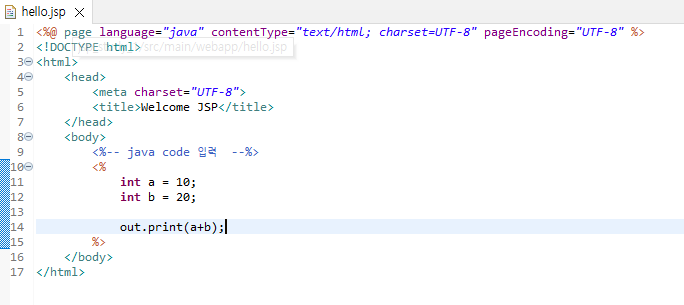 hello.jsp
1 <%@ page language="java" contentType="text/html; charset=UTF-8" pageEncoding="UTF-8" %>
2 <!DOCTYPE html> /src/main/webapp/hello.jsp
3 <html>
4 <head>
5 <meta charset="UTF-8">
6 <title>Welcome JSP</title>
7 </head>
8 <body>
9 <%-- java code 입력 --%>
10 <%
11 int a = 10;
12 int b = 20;
13
14 out.print(a+b);
15 %>
16 </body>
17 </html>